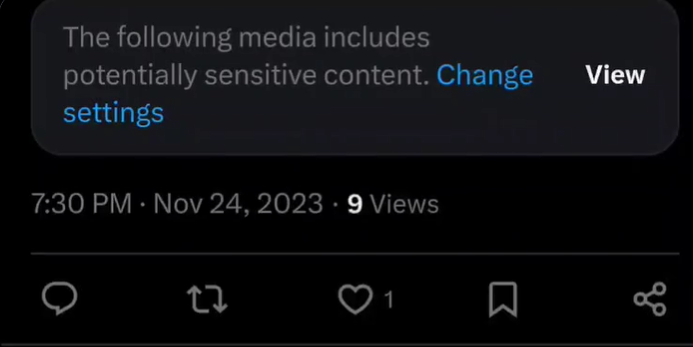 The following media includes
potentially sensitive content. Change View
settings
7:30 PM · Nov 24, 2023 · 9 Views
1